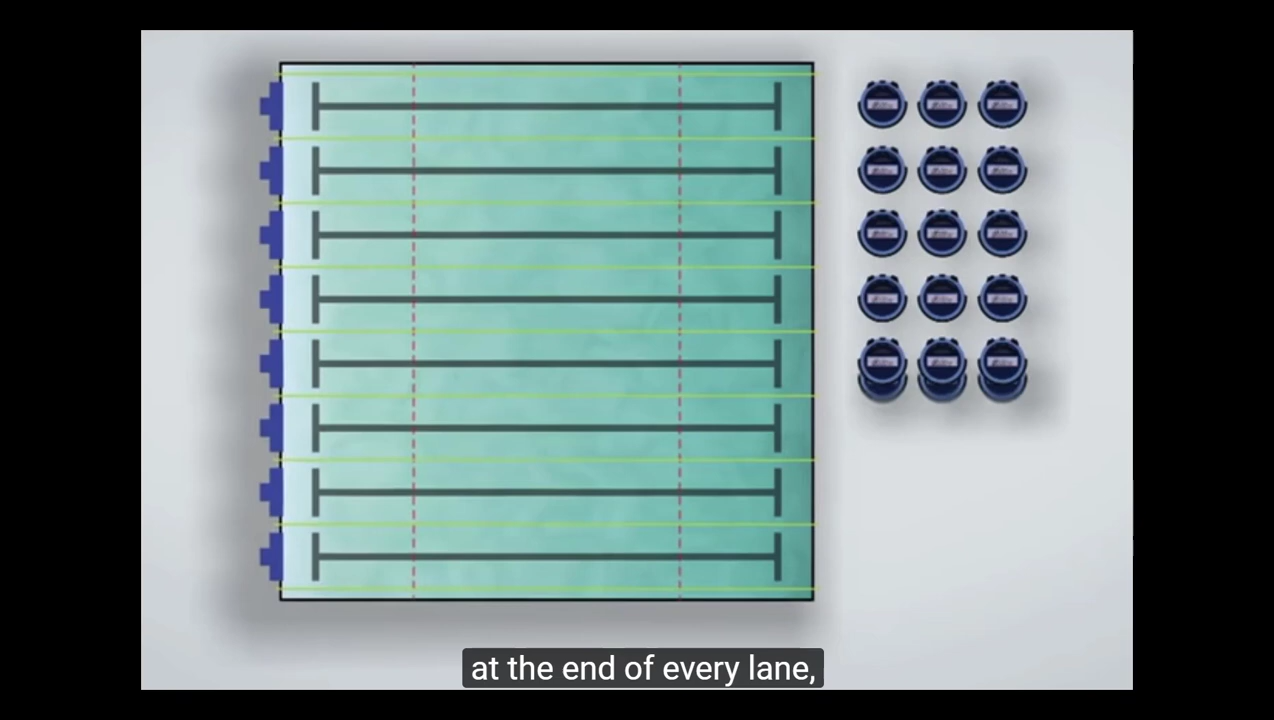 at the end of every lane,